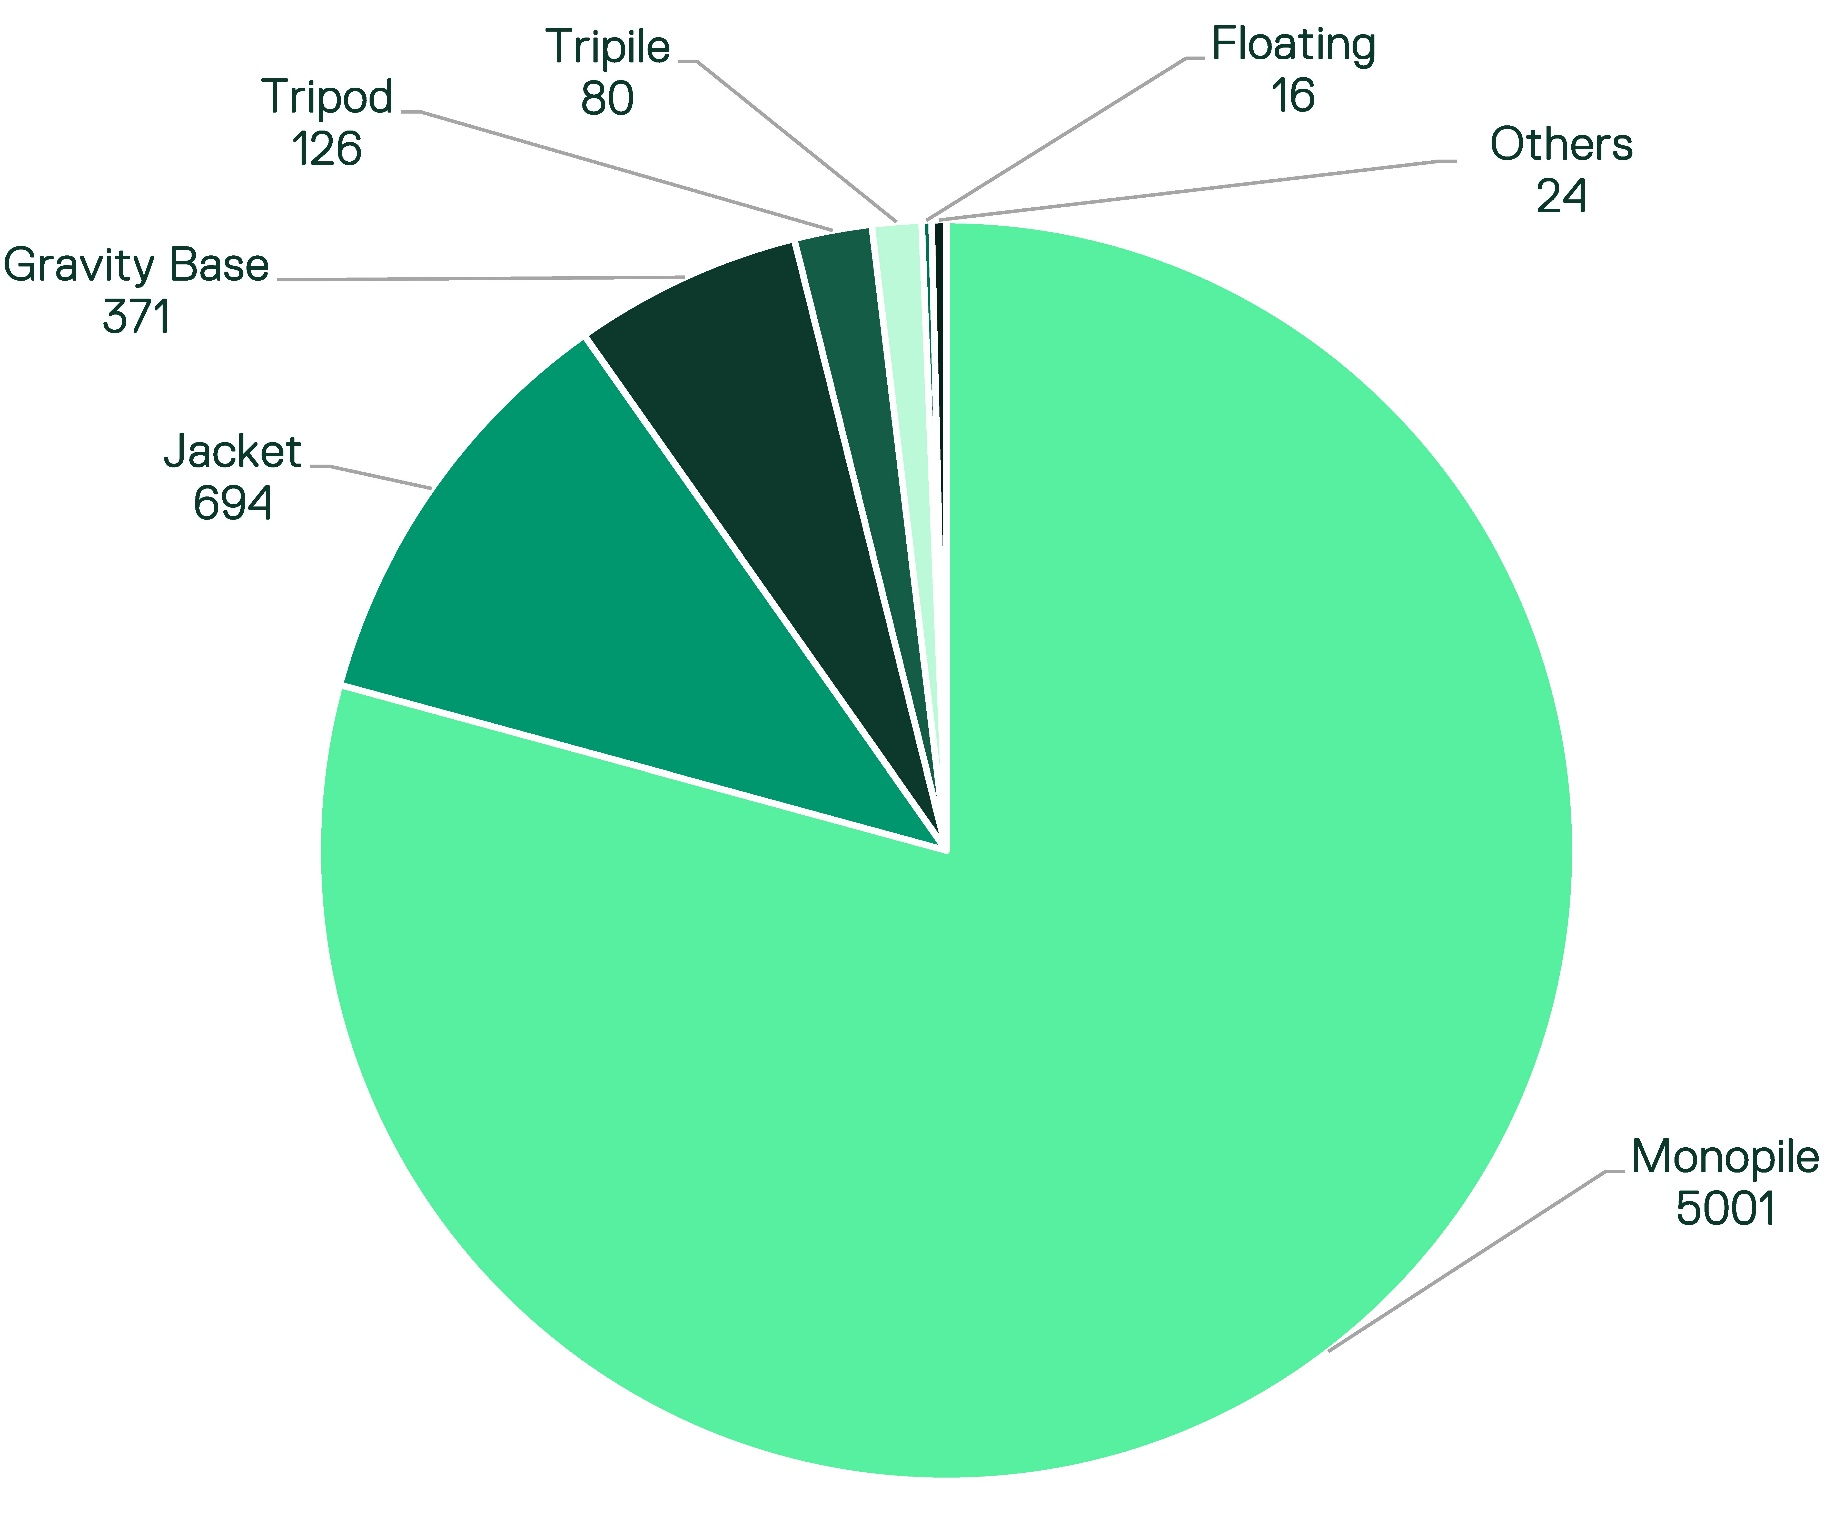 Tripile
80
Floating
16
Tripod
126
Others
24
Gravity Base
371
Jacket
694
Monopile
5001